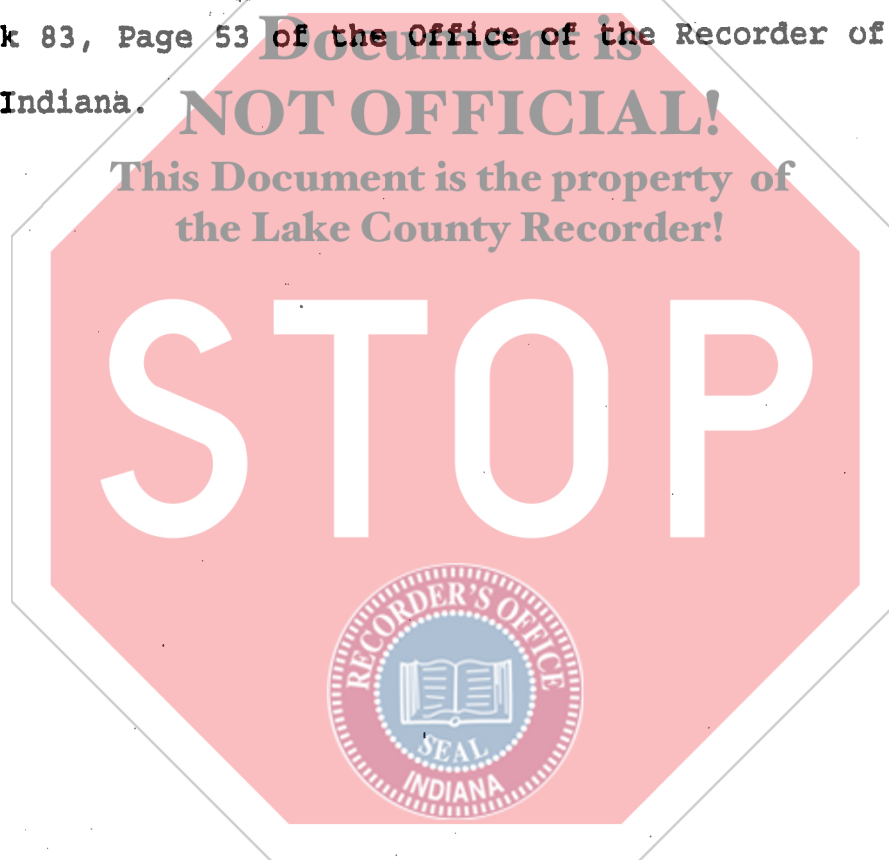 k 83, Page 53 of the Office of the Recorder of
Document is
Indiana.
NOT OFFICIAL!
This Document is the property of
the Lake County Recorder!
STOP
RECORDER'S OFFICE
SEAL
INDIANA